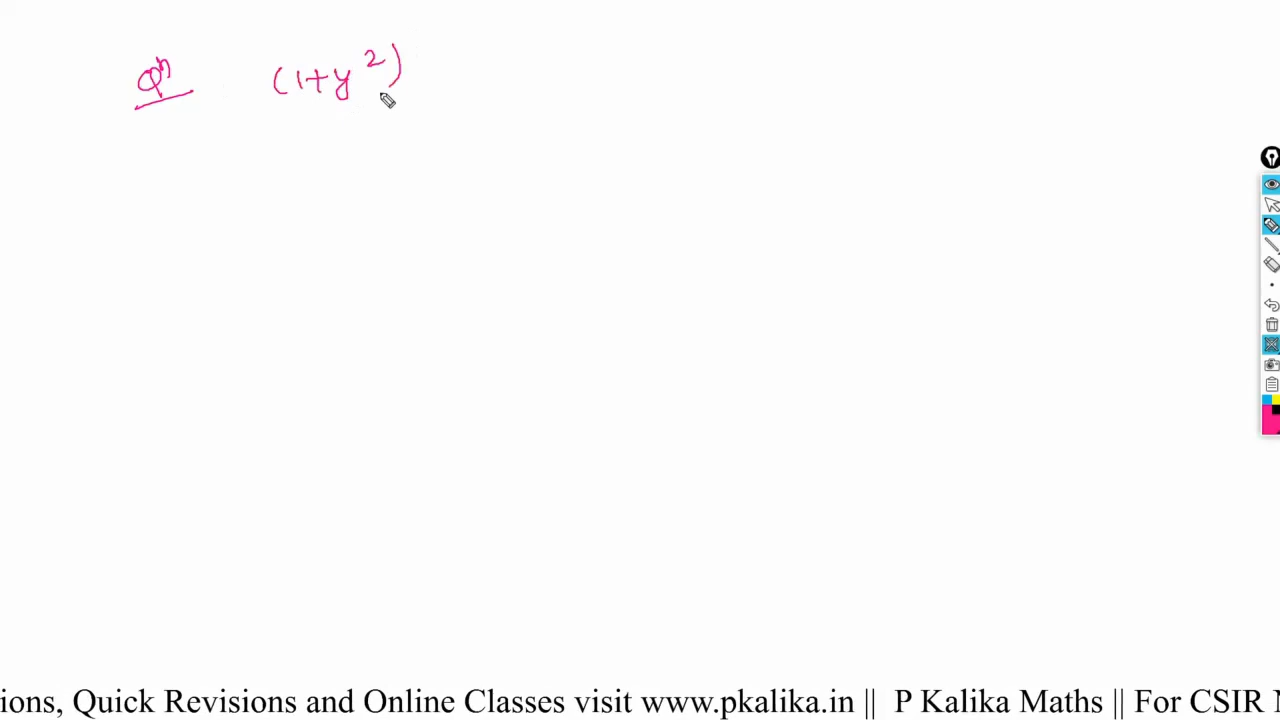 Qⁿ (1+y²)
ions, Quick Revisions and Online Classes visit www.pkalika.in || P Kalika Maths || For CSIR N